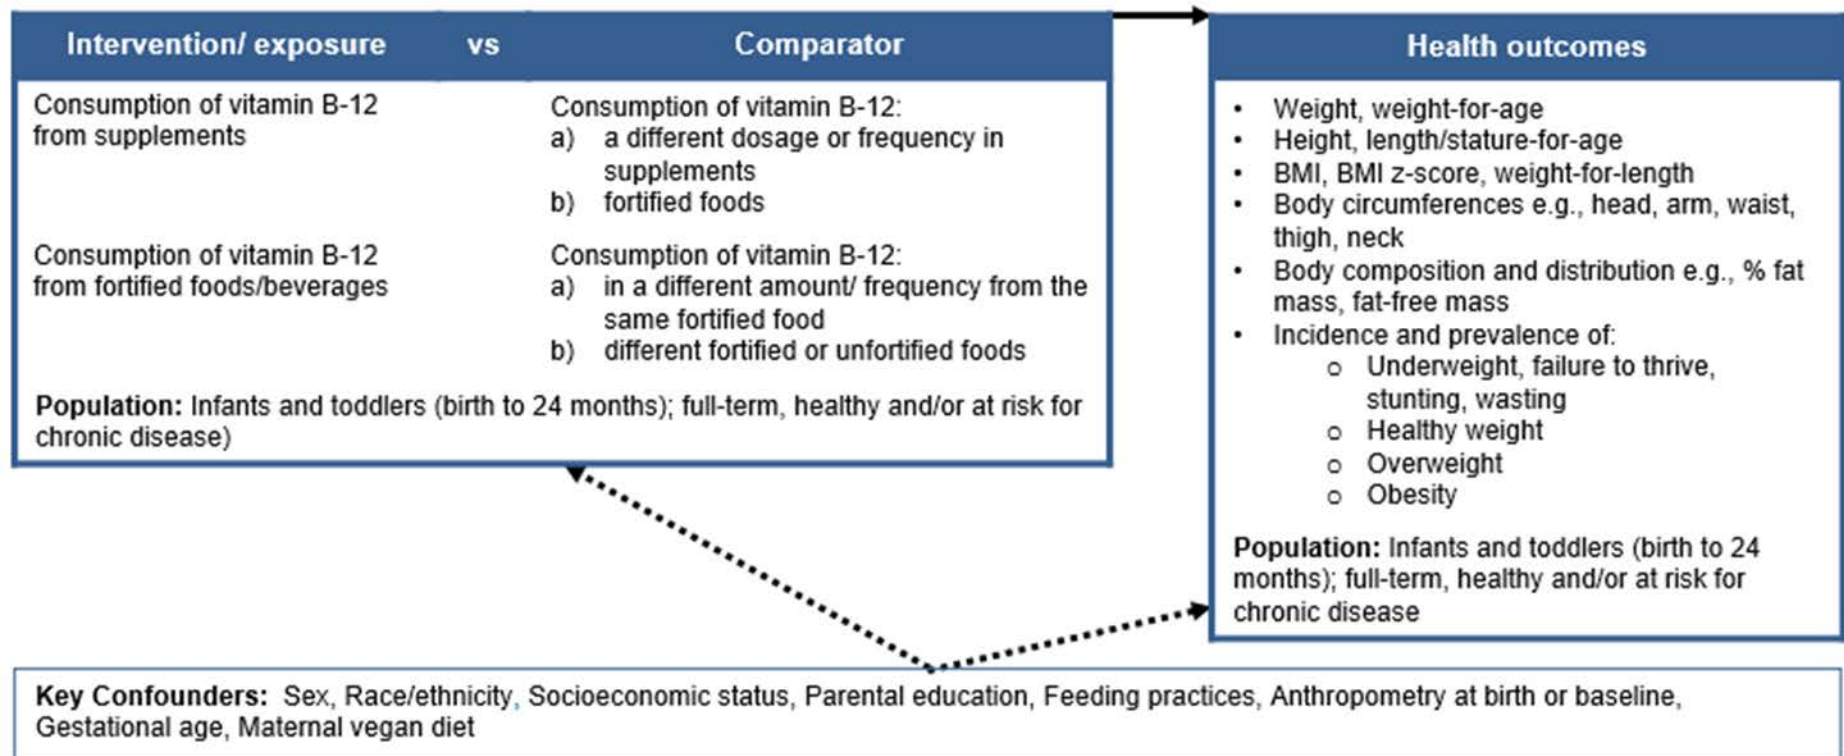 Intervention/ exposure vs Comparator
Consumption of vitamin B-12
from supplements
Consumption of vitamin B-12:
a) a different dosage or frequency in
supplements
b) fortified foods
Consumption of vitamin B-12
from fortified foods/beverages
Consumption of vitamin B-12:
a) in a different amount/ frequency from the
same fortified food
b) different fortified or unfortified foods
Population: Infants and toddlers (birth to 24 months); full-term, healthy and/or at risk for
chronic disease)
Health outcomes
• Weight, weight-for-age
• Height, length/stature-for-age
• BMI, BMI z-score, weight-for-length
• Body circumferences e.g., head, arm, waist,
thigh, neck
• Body composition and distribution e.g., % fat
mass, fat-free mass
• Incidence and prevalence of:
o Underweight, failure to thrive,
stunting, wasting
o Healthy weight
o Overweight
o Obesity
Population: Infants and toddlers (birth to 24
months); full-term, healthy and/or at risk for
chronic disease
Key Confounders: Sex, Race/ethnicity, Socioeconomic status, Parental education, Feeding practices, Anthropometry at birth or baseline,
Gestational age, Maternal vegan diet